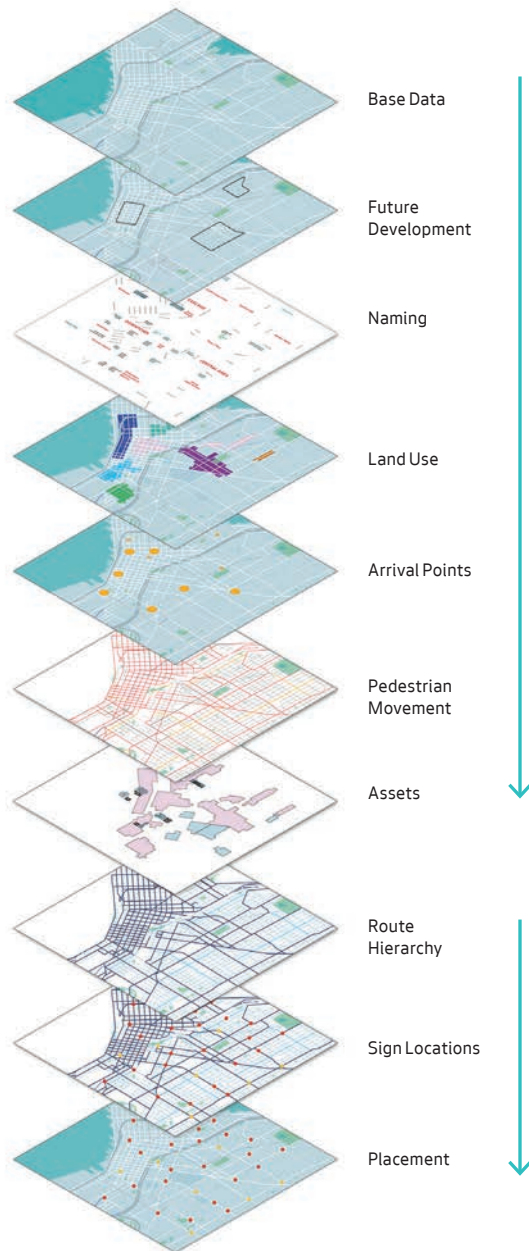 Base Data
Future
Development
Naming
Land Use
Arrival Points
Pedestrian
Movement
Assets
Route
Hierarchy
Sign Locations
Placement